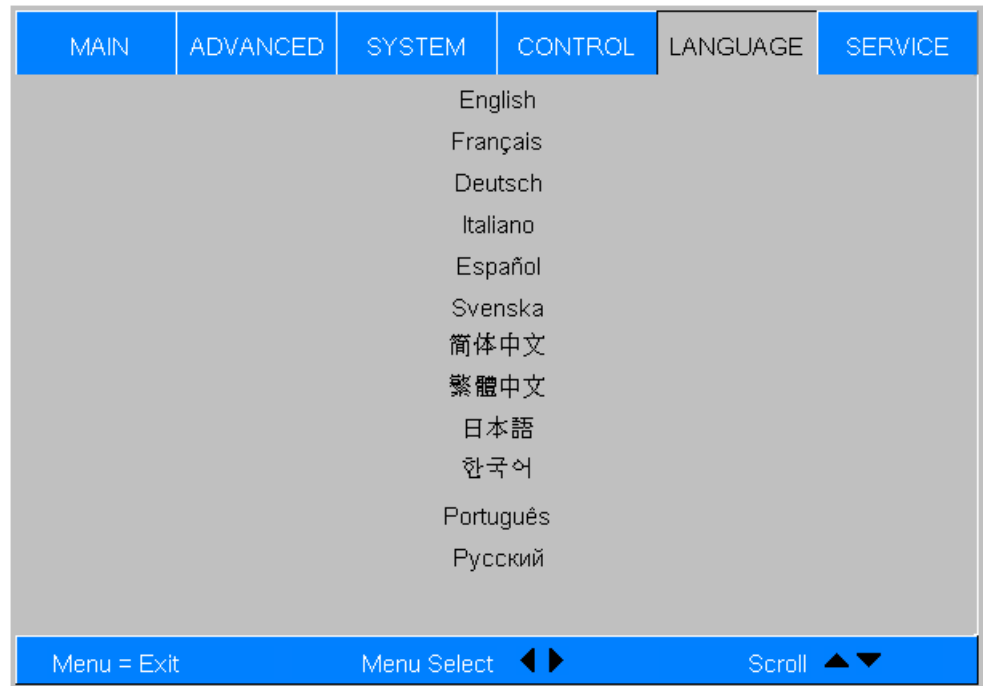 MAIN ADVANCED SYSTEM CONTROL LANGUAGE SERVICE
English
Français
Deutsch
Italiano
Español
Svenska
简体中文
繁體中文
日本語
한국어
Português
Русский
Menu = Exit Menu Select ◀▶ Scroll ▲▼